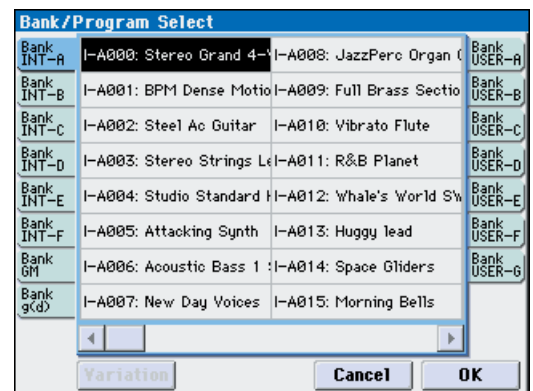 Bank/Program Select
Bank INT-A
Bank INT-B
Bank INT-C
Bank INT-D
Bank INT-E
Bank INT-F
Bank GM
Bank g(d)
I-A000: Stereo Grand 4-
I-A001: BPM Dense Motio
I-A002: Steel Ac Guitar
I-A003: Stereo Strings Le
I-A004: Studio Standard
I-A005: Attacking Synth
I-A006: Acoustic Bass 1
I-A007: New Day Voices
I-A008: JazzPerc Organ
I-A009: Full Brass Sectio
I-A010: Vibrato Flute
I-A011: R&B Planet
I-A012: Whale's World
I-A013: Huggy lead
I-A014: Space Gliders
I-A015: Morning Bells
Bank USER-A
Bank USER-B
Bank USER-C
Bank USER-D
Bank USER-E
Bank USER-F
Bank USER-G
Variation
Cancel
OK